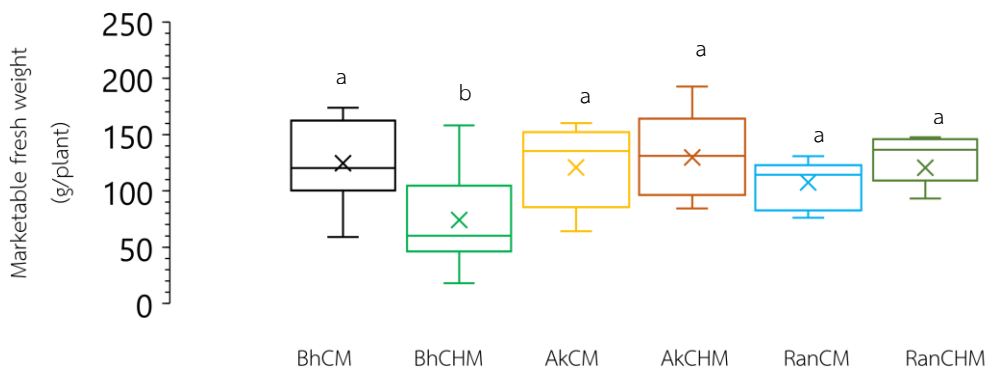 Marketable fresh weight
(g/plant)
250
200
150
100
50
0
a
b
a
a
a
a
BhCM
BhCHM
AkCM
AkCHM
RanCM
RanCHM